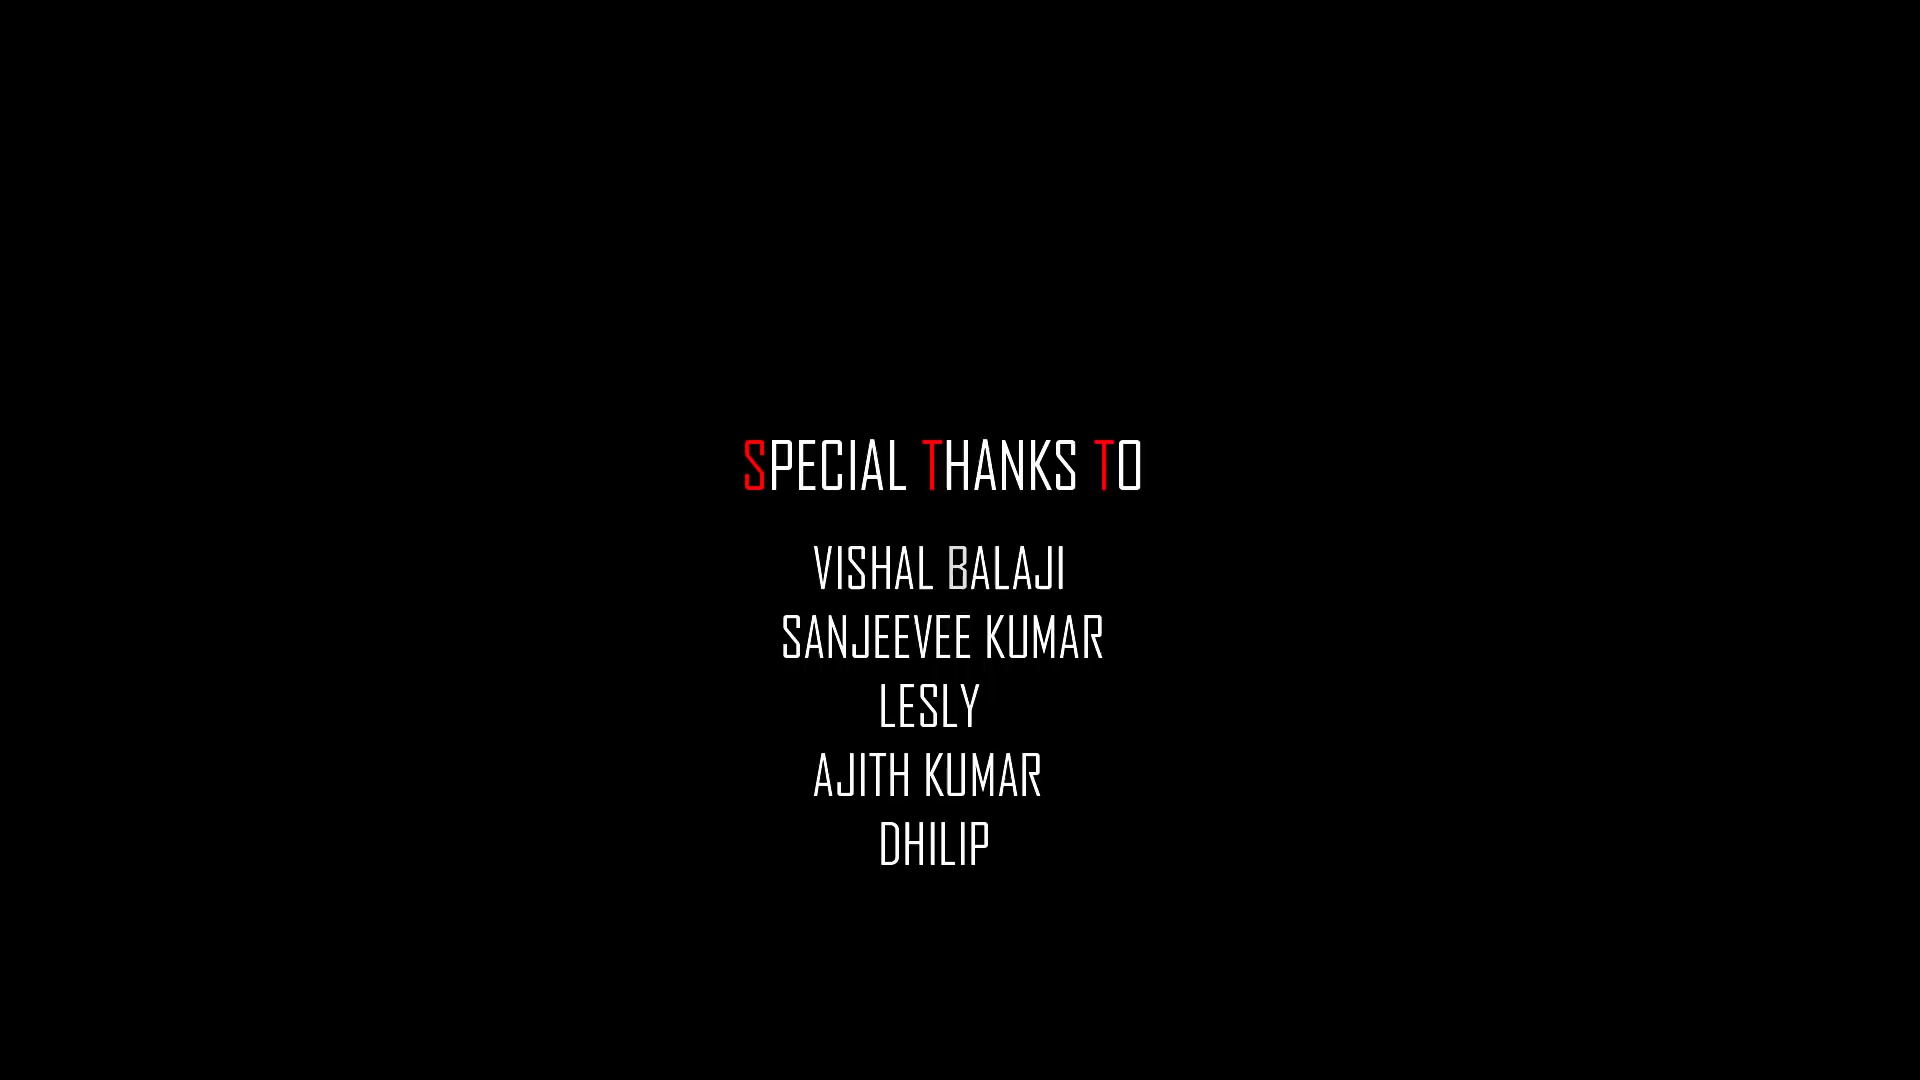 SPECIAL THANKS TO
VISHAL BALAJI
SANJEEVEE KUMAR
LESLY
AJITH KUMAR
DHILIP